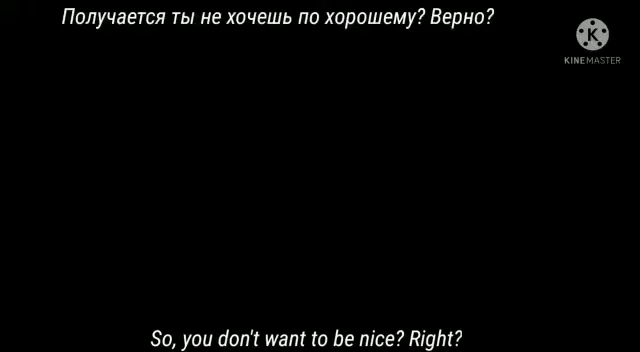 Получается ты не хочешь по хорошему? Верно?
KINEMASTER
So, you don't want to be nice? Right?